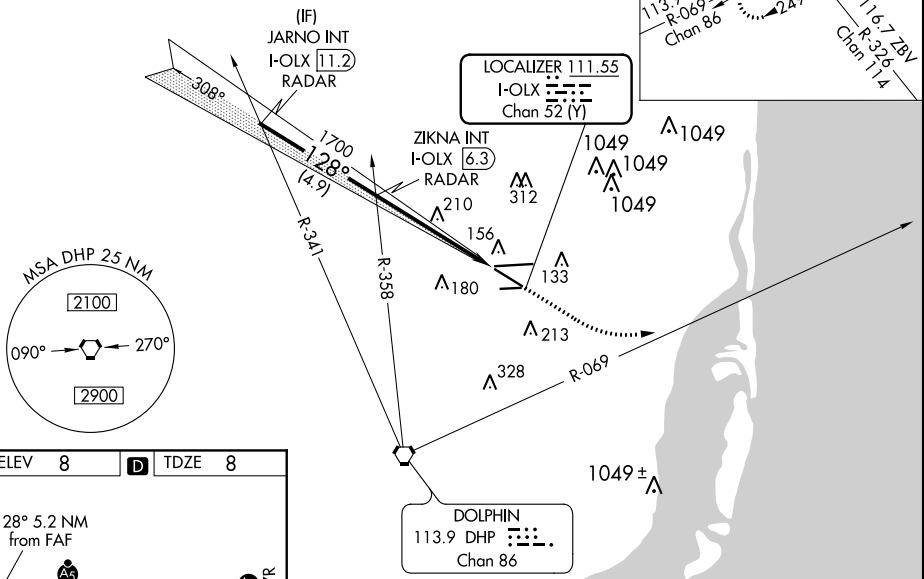 (IF)
JARNO INT
I-OLX 11.2
RADAR
308°
1700
128°
(4.9)
ZIKNA INT
I-OLX 6.3
RADAR
LOCALIZER 111.55
I-OLX
Chan 52 (Y)
R-069
Chan 86
116.7 ZBV
R-326
Chan 114
1049
1049
1049
1049
312
210
156
133
180
213
328
R-341
R-358
R-069
MSA DHP 25 NM
2100
090°
270°
2900
1049 ±
DOLPHIN
113.9 DHP
Chan 86
ELEV 8
D
TDZE 8
28° 5.2 NM
from FAF
A5